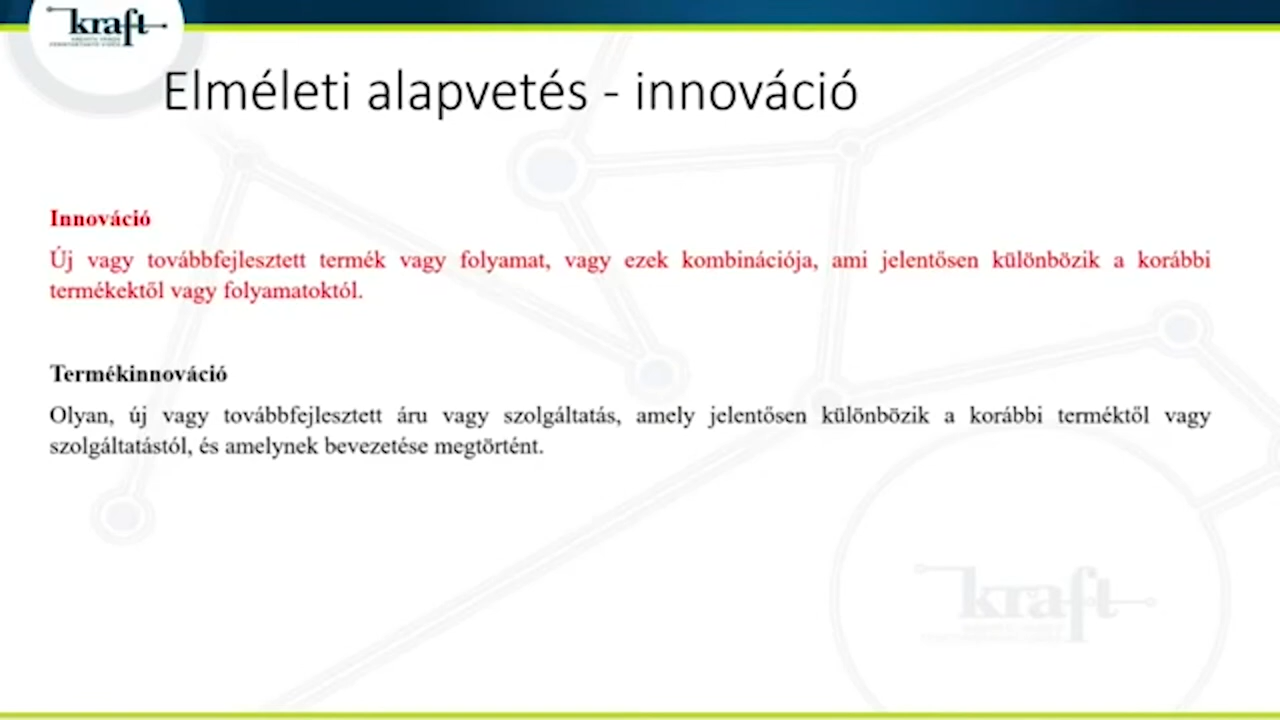 kraft
Elméleti alapvetés - innováció
Innováció
Új vagy továbbfejlesztett termék vagy folyamat, vagy ezek kombinációja, ami jelentősen különbözik a korábbi
termékektől vagy folyamatoktól.
Termékinnováció
Olyan, új vagy továbbfejlesztett áru vagy szolgáltatás, amely jelentősen különbözik a korábbi terméktől vagy
szolgáltatástól, és amelynek bevezetése megtörtént.
kraft